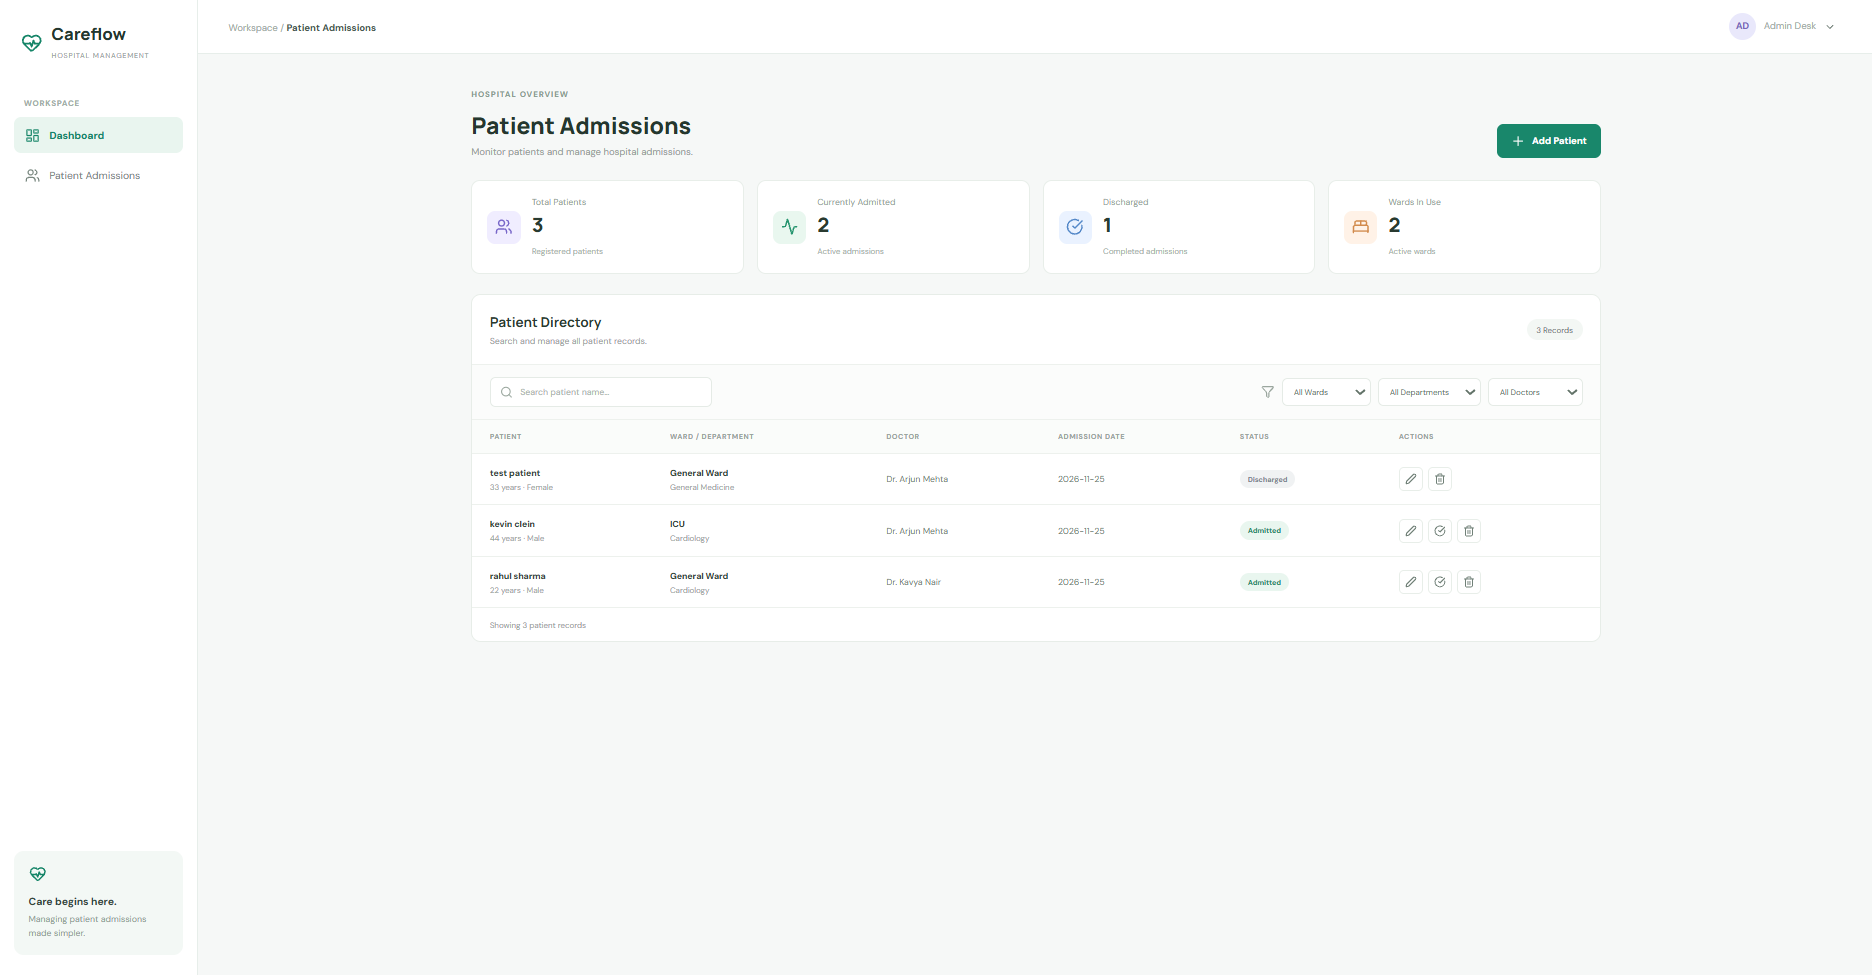 Careflow
HOSPITAL MANAGEMENT
WORKSPACE
Dashboard
Patient Admissions
Care begins here.
Managing patient admissions
made simpler.
Workspace / Patient Admissions
AD Admin Desk
HOSPITAL OVERVIEW
Patient Admissions
Monitor patients and manage hospital admissions.
Add Patient
Total Patients
3
Registered patients
Currently Admitted
2
Active admissions
Discharged
1
Completed admissions
Wards In Use
2
Active wards
Patient Directory
Search and manage all patient records.
3 Records
Search patient name...
All Wards All Departments All Doctors
PATIENT WARD / DEPARTMENT DOCTOR ADMISSION DATE STATUS ACTIONS
test patient General Ward Dr. Arjun Mehta 2026-11-25 Discharged
33 years · Female General Medicine
kevin clein ICU Dr. Arjun Mehta 2026-11-25 Admitted
44 years · Male Cardiology
rahul sharma General Ward Dr. Kavya Nair 2026-11-25 Admitted
22 years · Male Cardiology
Showing 3 patient records